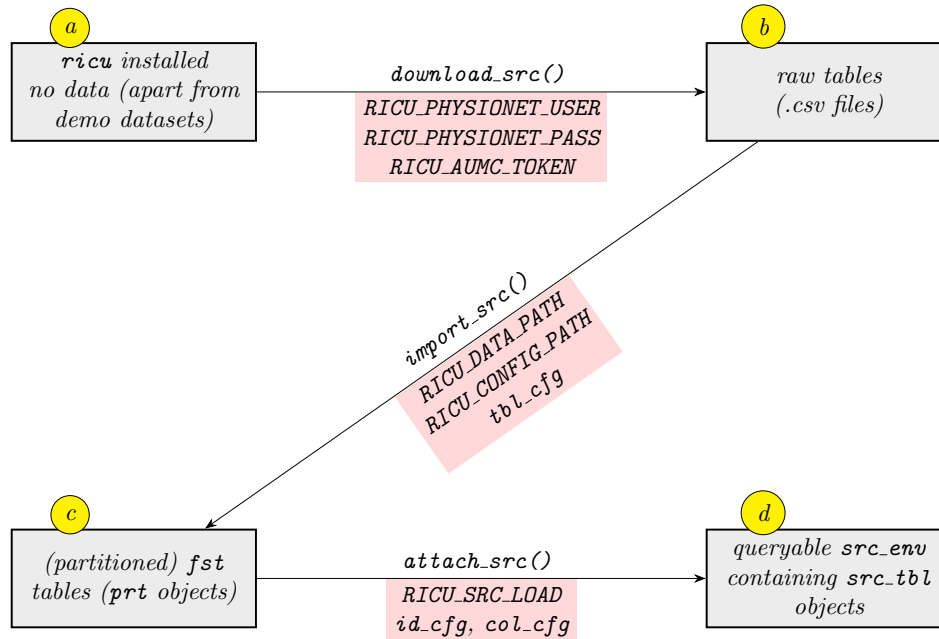 a
ricu installed
no data (apart from
demo datasets)
download_src()
RICU_PHYSIONET_USER
RICU_PHYSIONET_PASS
RICU_AUMC_TOKEN
b
raw tables
(.csv files)
import_src()
RICU_DATA_PATH
RICU_CONFIG_PATH
tbl_cfg
c
(partitioned) fst
tables (prt objects)
attach_src()
RICU_SRC_LOAD
id_cfg, col_cfg
d
queryable src_env
containing src_tbl
objects